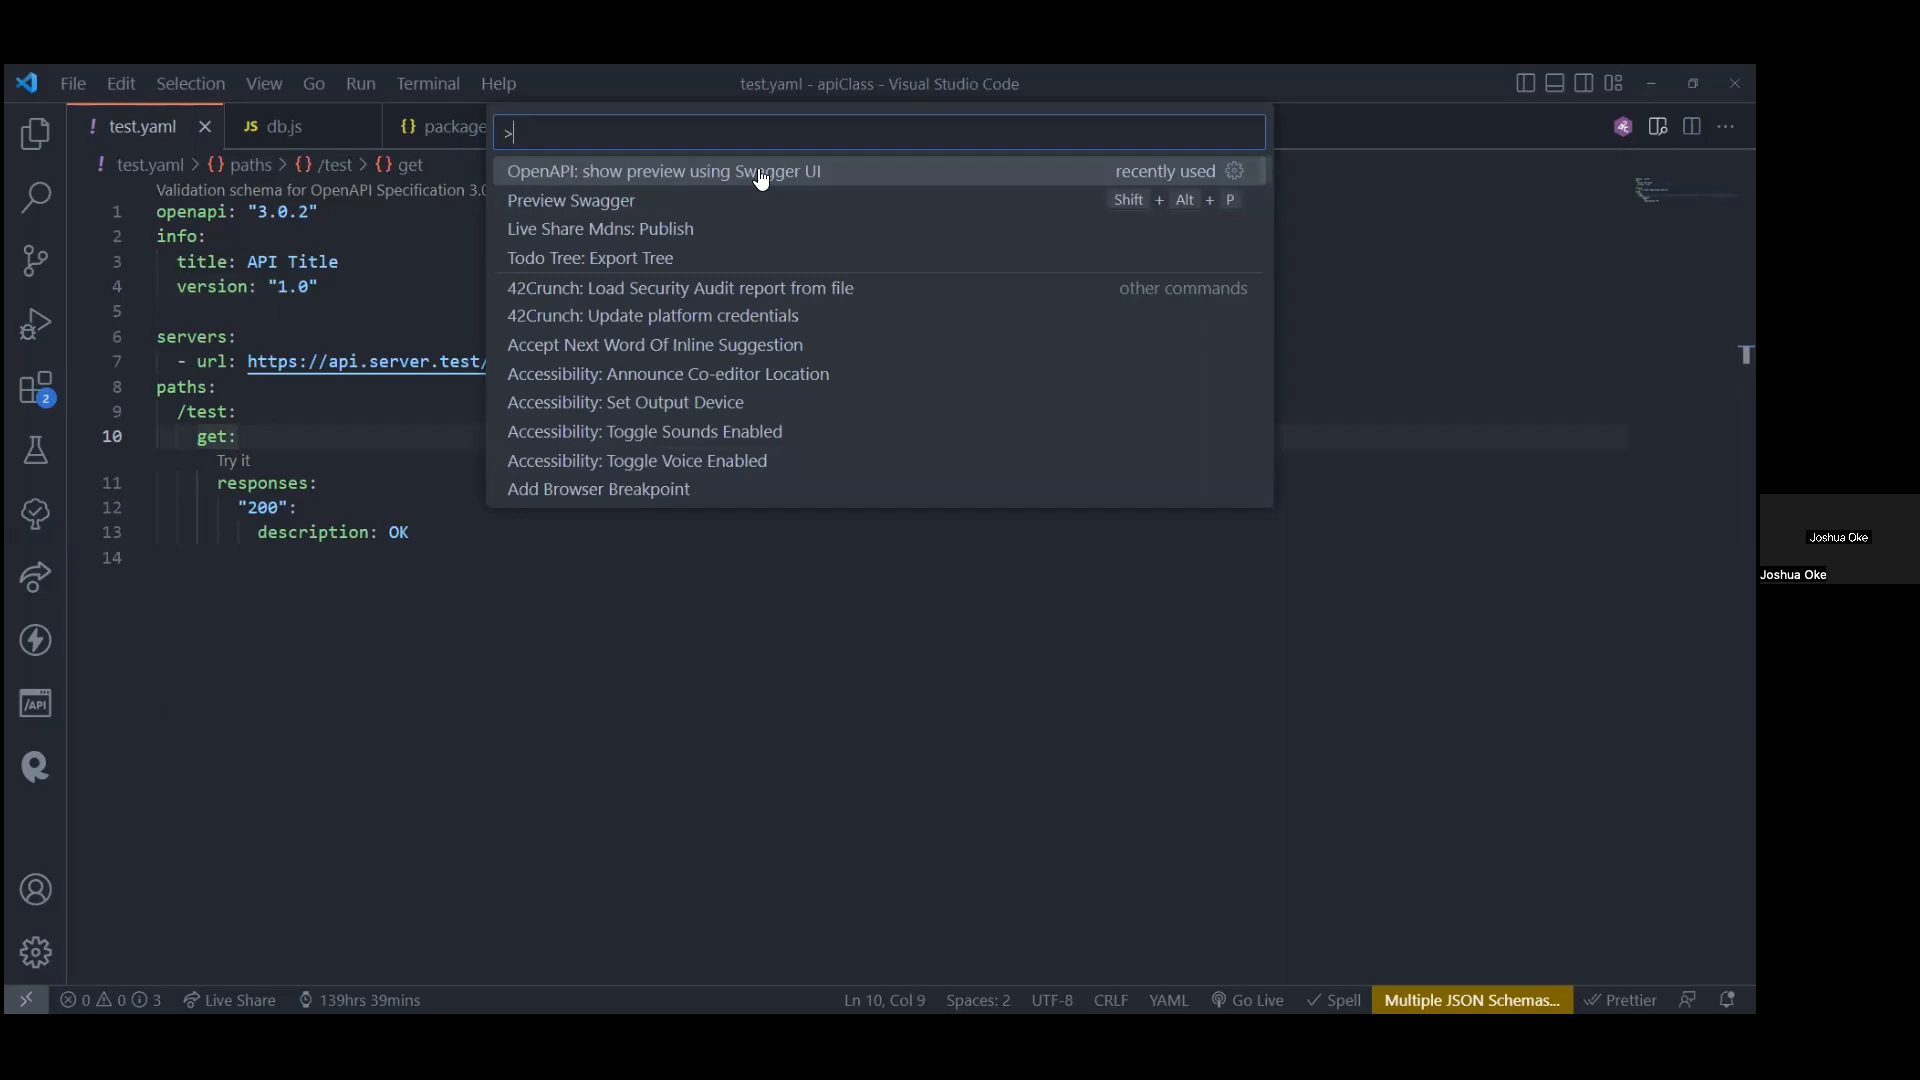 File Edit Selection View Go Run Terminal Help
test.yaml - apiClass - Visual Studio Code
! test.yaml
JS db.js
{} package
>
! test.yaml > {} paths > {} /test > {} get
Validation schema for OpenAPI Specification 3.0
1 openapi: "3.0.2"
2 info:
3 title: API Title
4 version: "1.0"
5
6 servers:
7 - url: https://api.server.test/
8 paths:
9 /test:
10 get:
Try it
11 responses:
12 "200":
13 description: OK
14
OpenAPI: show preview using Swagger UI recently used
Preview Swagger Shift + Alt + P
Live Share Mdns: Publish
Todo Tree: Export Tree
42Crunch: Load Security Audit report from file other commands
42Crunch: Update platform credentials
Accept Next Word Of Inline Suggestion
Accessibility: Announce Co-editor Location
Accessibility: Set Output Device
Accessibility: Toggle Sounds Enabled
Accessibility: Toggle Voice Enabled
Add Browser Breakpoint
2
/API
Joshua Oke
Joshua Oke
0 0 3 Live Share 139hrs 39mins
Ln 10, Col 9 Spaces: 2 UTF-8 CRLF YAML Go Live Spell Multiple JSON Schemas... Prettier